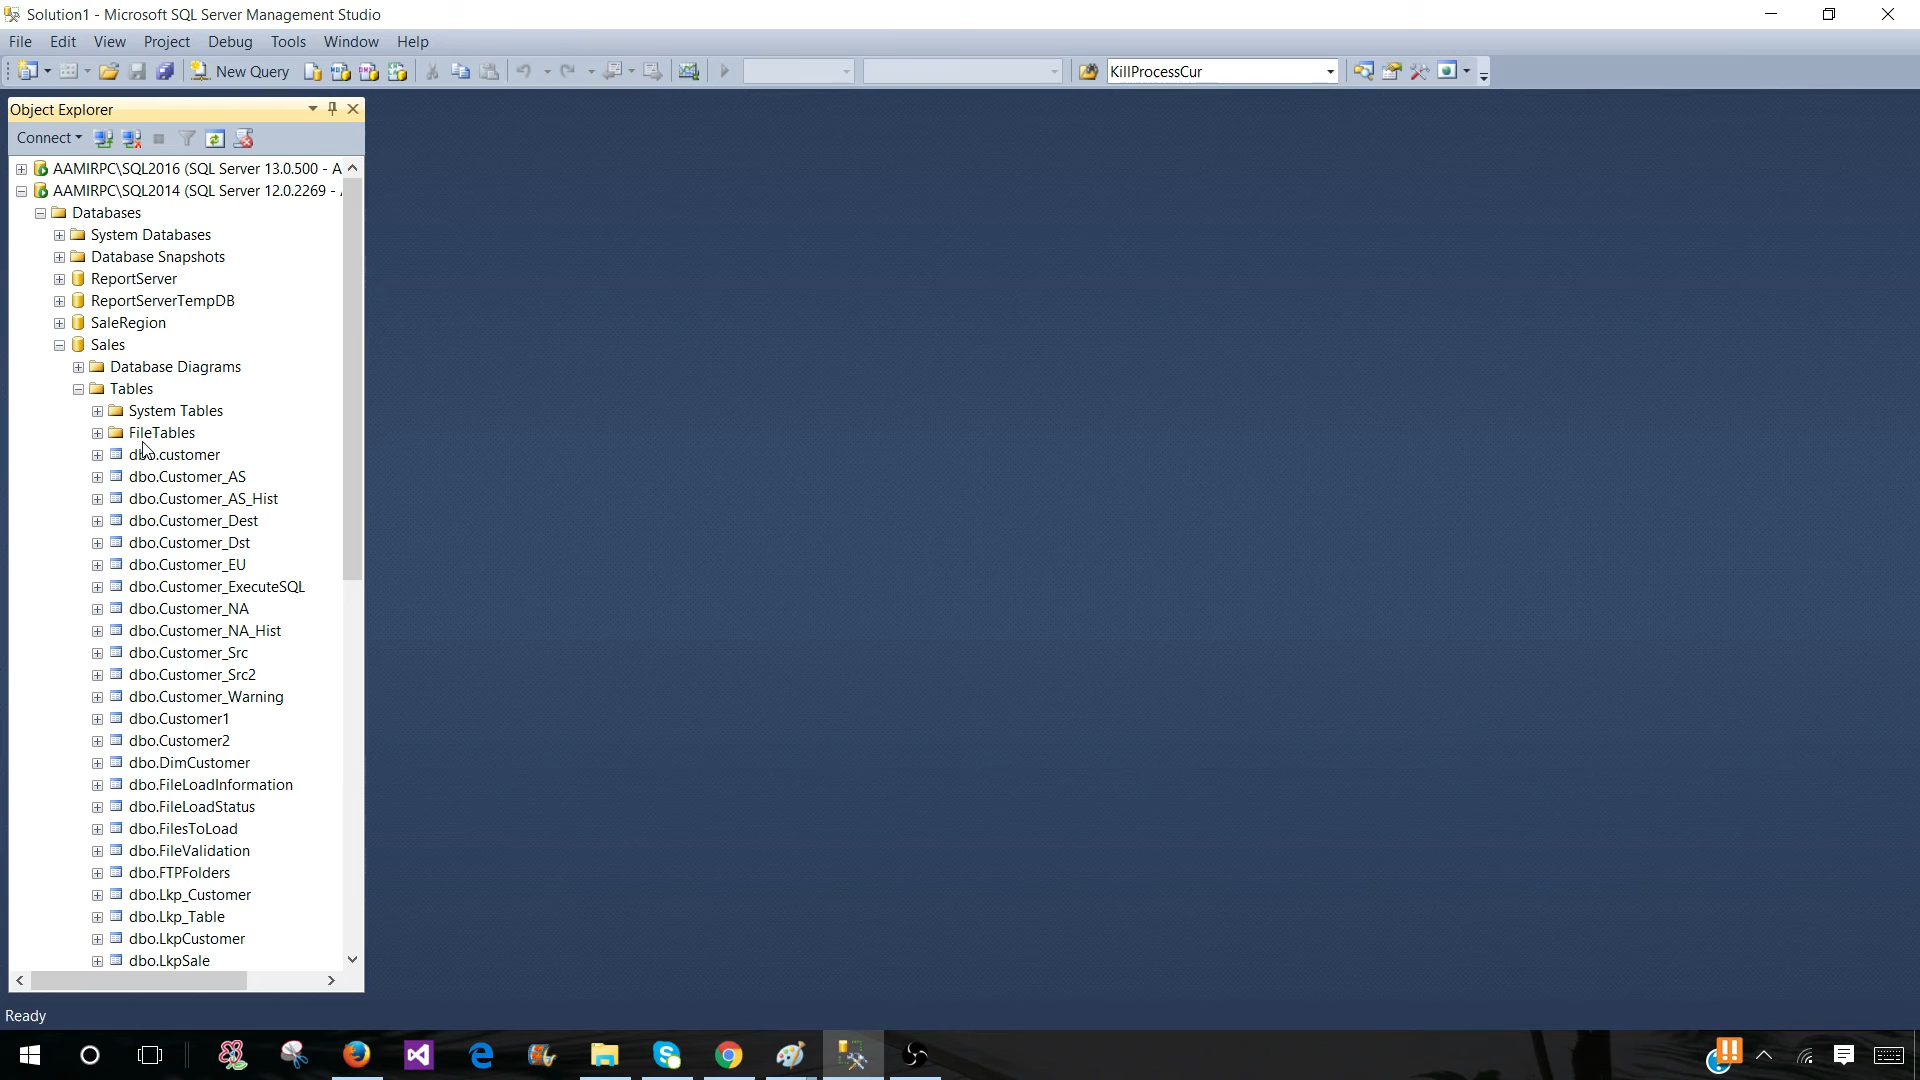 Solution1 - Microsoft SQL Server Management Studio
File Edit View Project Debug Tools Window Help
New Query
KillProcessCur
Object Explorer
Connect
AAMIRPC\SQL2016 (SQL Server 13.0.500 - A
AAMIRPC\SQL2014 (SQL Server 12.0.2269 -
Databases
System Databases
Database Snapshots
ReportServer
ReportServerTempDB
SaleRegion
Sales
Database Diagrams
Tables
System Tables
FileTables
dbo.customer
dbo.Customer_AS
dbo.Customer_AS_Hist
dbo.Customer_Dest
dbo.Customer_Dst
dbo.Customer_EU
dbo.Customer_ExecuteSQL
dbo.Customer_NA
dbo.Customer_NA_Hist
dbo.Customer_Src
dbo.Customer_Src2
dbo.Customer_Warning
dbo.Customer1
dbo.Customer2
dbo.DimCustomer
dbo.FileLoadInformation
dbo.FileLoadStatus
dbo.FilesToLoad
dbo.FileValidation
dbo.FTPFolders
dbo.Lkp_Customer
dbo.Lkp_Table
dbo.LkpCustomer
dbo.LkpSale
Ready